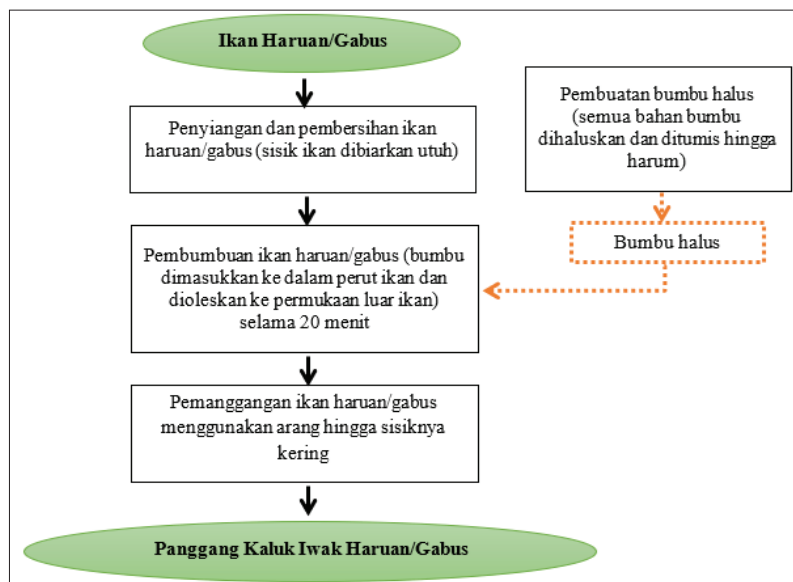 Ikan Haruan/Gabus
Penyiangan dan pembersihan ikan
haruan/gabus (sisik ikan dibiarkan utuh)
Pembuatan bumbu halus
(semua bahan bumbu
dihaluskan dan ditumis hingga
harum)
Bumbu halus
Pembumbuan ikan haruan/gabus (bumbu
dimasukkan ke dalam perut ikan dan
dioleskan ke permukaan luar ikan)
selama 20 menit
Pemanggangan ikan haruan/gabus
menggunakan arang hingga sisiknya
kering
Panggang Kaluk Iwak Haruan/Gabus